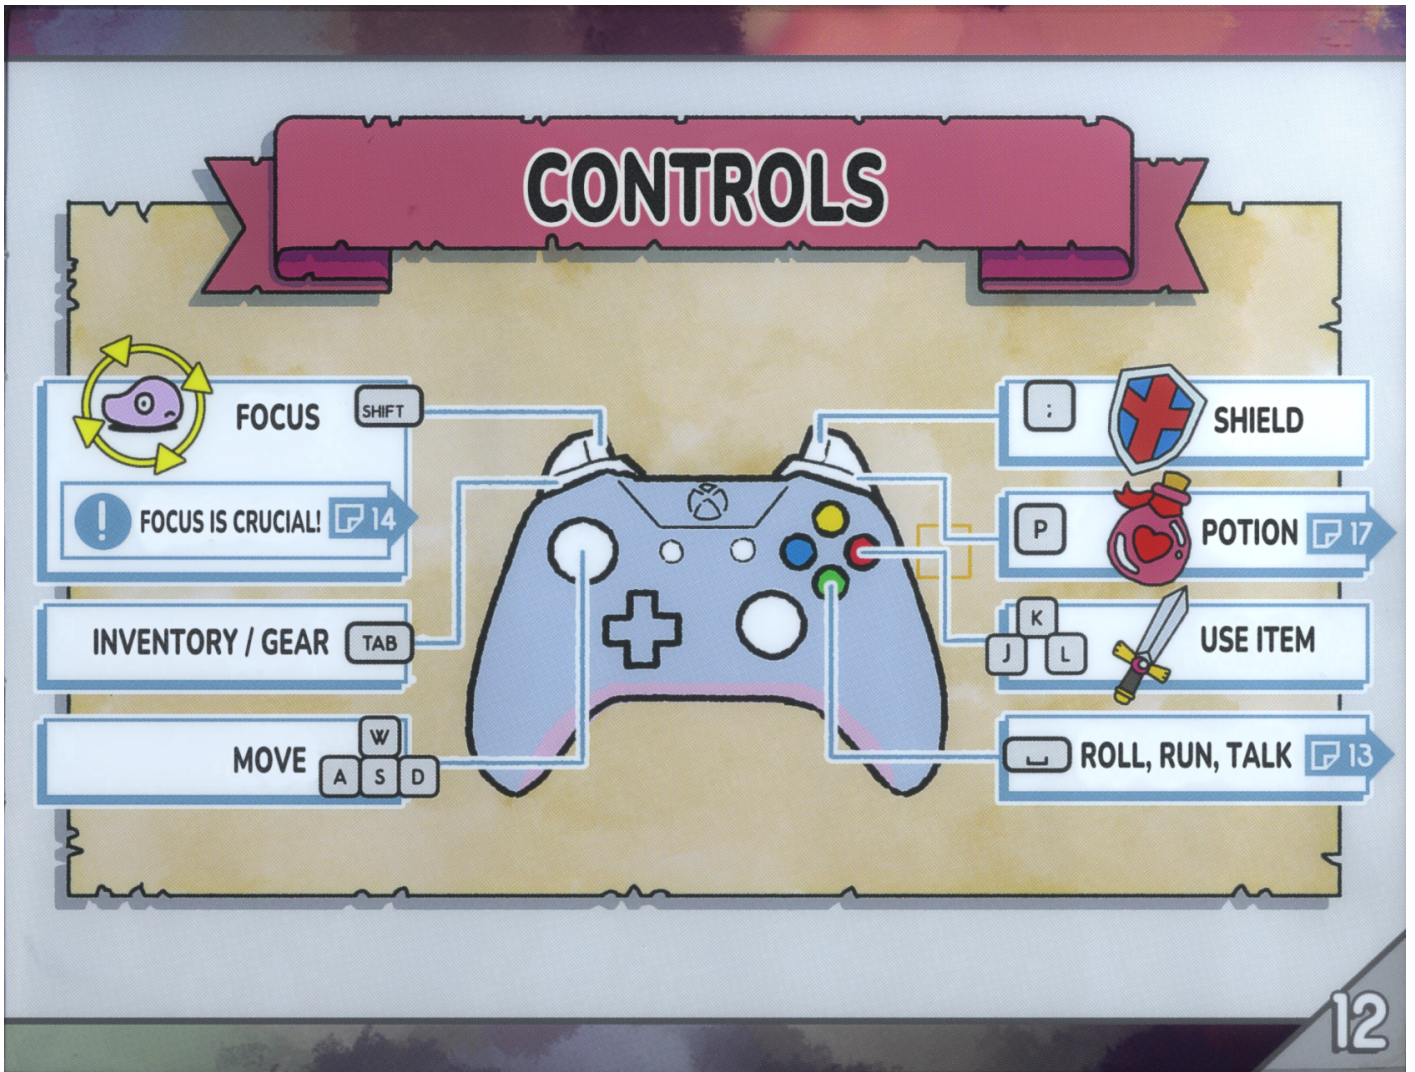 CONTROLS
FOCUS SHIFT
FOCUS IS CRUCIAL! 14
INVENTORY / GEAR TAB
MOVE W
A S D
; SHIELD
P POTION 17
K
J L USE ITEM
ROLL, RUN, TALK 13
12